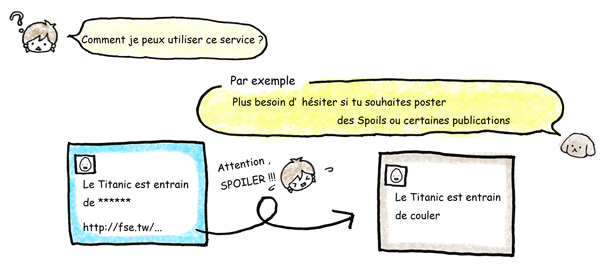 ?
Comment je peux utiliser ce service ?
Par exemple
Plus besoin d' hésiter si tu souhaites poster
des Spoils ou certaines publications
Le Titanic est entrain
de ******
http://fse.tw/...
Attention ,
SPOILER !!!
Le Titanic est entrain
de couler